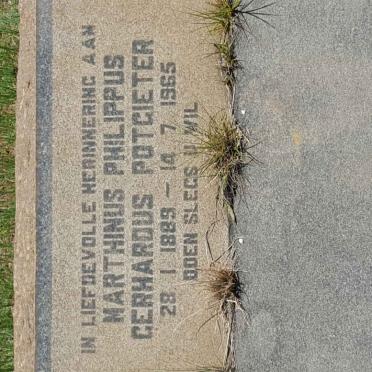 IN LIEFDEVOLLE HERINNERING AAN
MARTHINUS PHILIPPUS
GERHARDUS POTGIETER
28 1 1889 – 14 7 1965
DOEN SLEGS U WIL